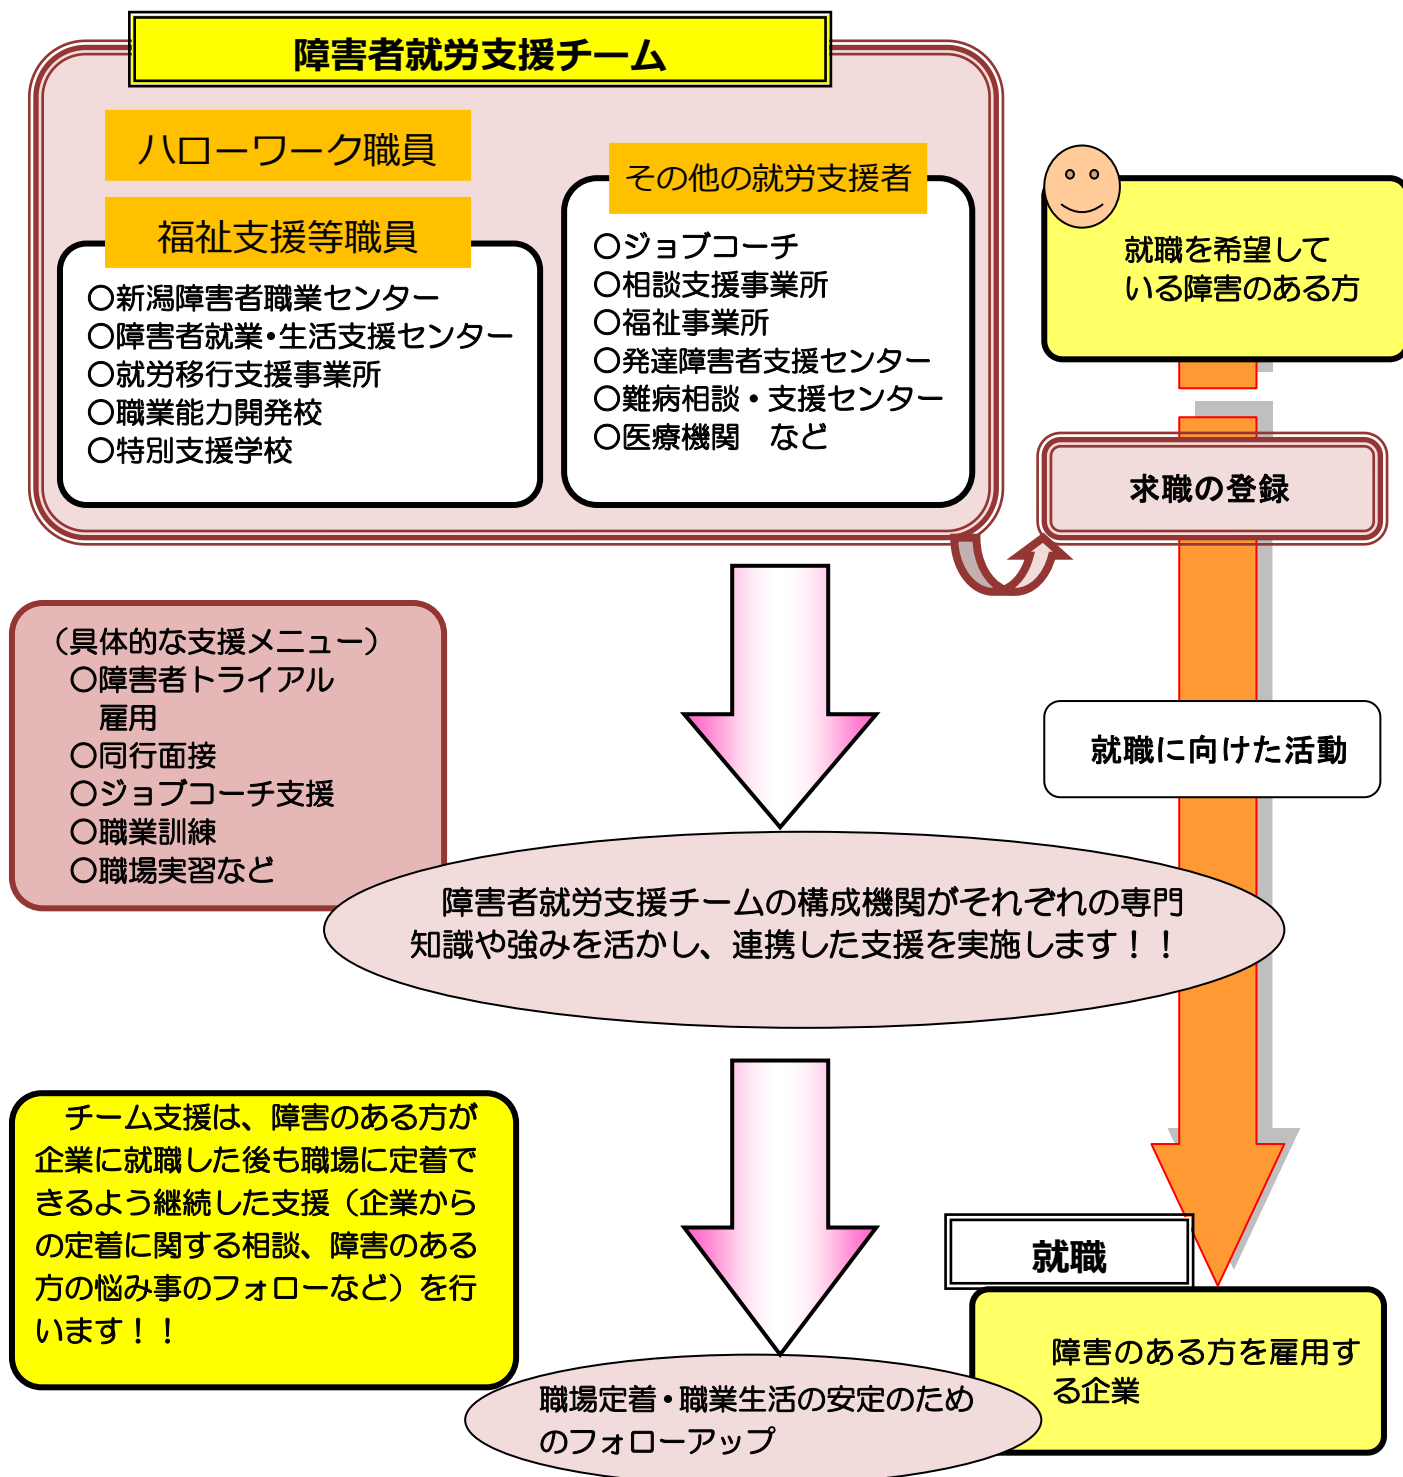 障害者就労支援チーム
ハローワーク職員
福祉支援等職員
〇新潟障害者職業センター
〇障害者就業・生活支援センター
〇就労移行支援事業所
〇職業能力開発校
〇特別支援学校
その他の就労支援者
〇ジョブコーチ
〇相談支援事業所
〇福祉事業所
〇発達障害者支援センター
〇難病相談・支援センター
〇医療機関　など
就職を希望して
いる障害のある方
求職の登録
（具体的な支援メニュー）
〇障害者トライアル
雇用
〇同行面接
〇ジョブコーチ支援
〇職業訓練
〇職場実習など
就職に向けた活動
障害者就労支援チームの構成機関がそれぞれの専門
知識や強みを活かし、連携した支援を実施します！！
チーム支援は、障害のある方が
企業に就職した後も職場に定着で
きるよう継続した支援（企業から
の定着に関する相談、障害のある
方の悩み事のフォローなど）を行
います！！
就職
障害のある方を雇用す
る企業
職場定着・職業生活の安定のため
のフォローアップ